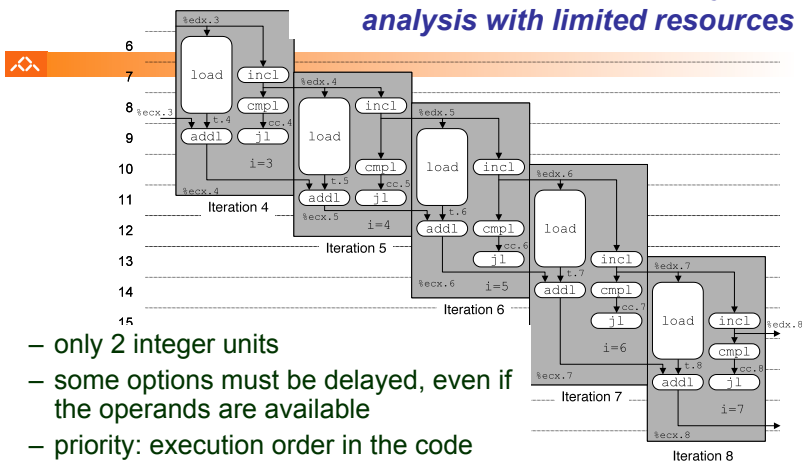 analysis with limited resources
6
7
8
9
10
11
12
13
14
15
%edx.3
load
incl
cmpl
cc.4
%ecx.3
t.4
addl
jl
i=3
%ecx.4
Iteration 4
%edx.4
load
incl
cmpl
cc.5
t.5
addl
jl
%ecx.5
i=4
Iteration 5
%edx.5
load
incl
t.6
addl
cmpl
cc.6
jl
%ecx.6
i=5
Iteration 6
%edx.6
load
incl
t.7
addl
cmpl
cc.7
jl
i=6
%ecx.7
Iteration 7
%edx.7
load
incl
%edx.8
cmpl
t.8
cc.8
addl
jl
i=7
%ecx.8
Iteration 8
– only 2 integer units
– some options must be delayed, even if
the operands are available
– priority: execution order in the code